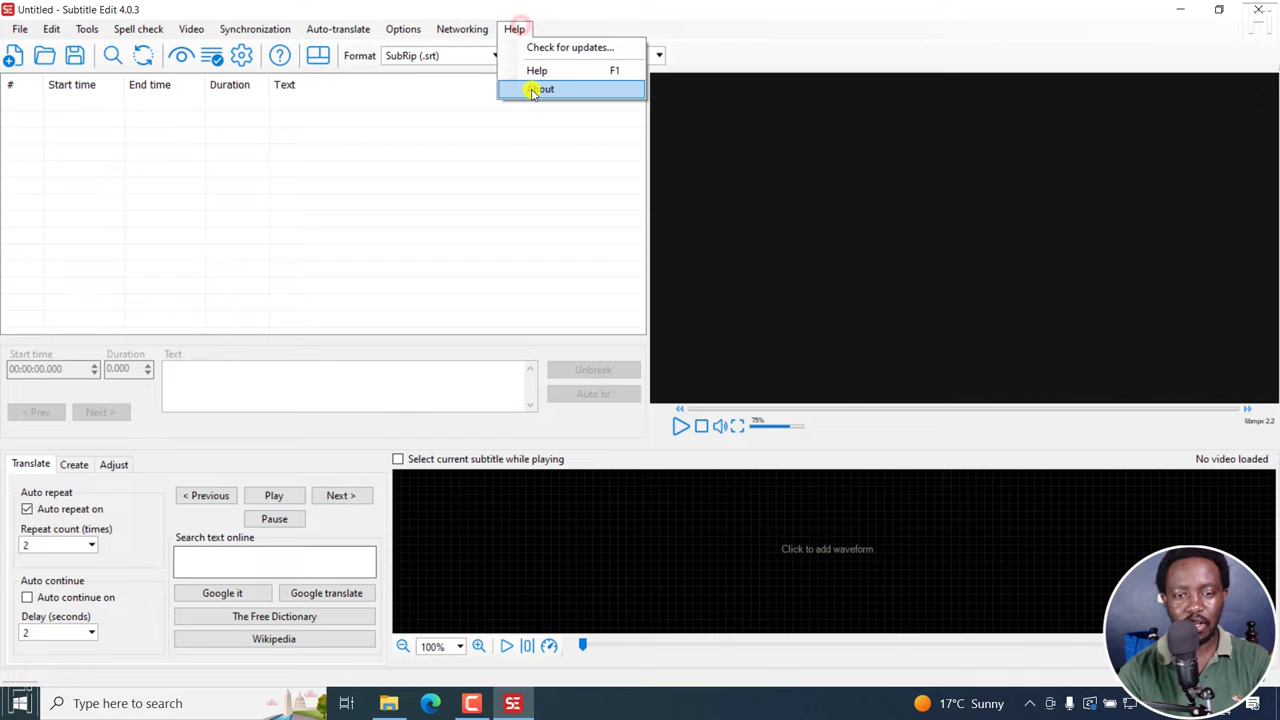 Untitled - Subtitle Edit 4.0.3
File Edit Tools Spell check Video Synchronization Auto-translate Options Networking Help
Check for updates...
Help F1
Format SubRip (.srt)
# Start time End time Duration Text
Start time Duration Text
00:00:00.000 0.000
Unbreak
Auto br
< Prev Next >
75%
libmpv 2.2
Translate Create Adjust
Select current subtitle while playing
No video loaded
Auto repeat
Auto repeat on
Repeat count (times)
2
< Previous Play Next >
Pause
Search text online
Auto continue
Auto continue on
Delay (seconds)
2
Google it Google translate
The Free Dictionary
Wikipedia
Click to add waveform
100%
Type here to search
SE
17°C Sunny